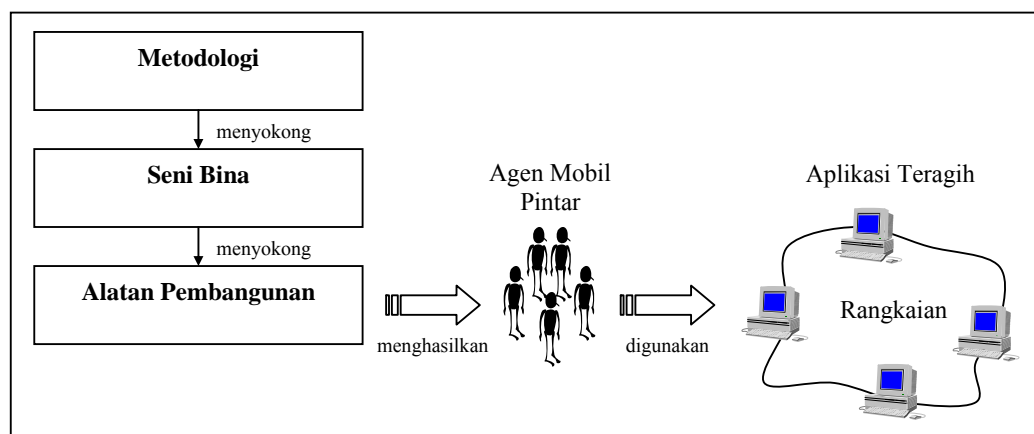 Metodologi
menyokong
Seni Bina
menyokong
Alatan Pembangunan
menghasilkan
Agen Mobil
Pintar
digunakan
Aplikasi Teragih
Rangkaian